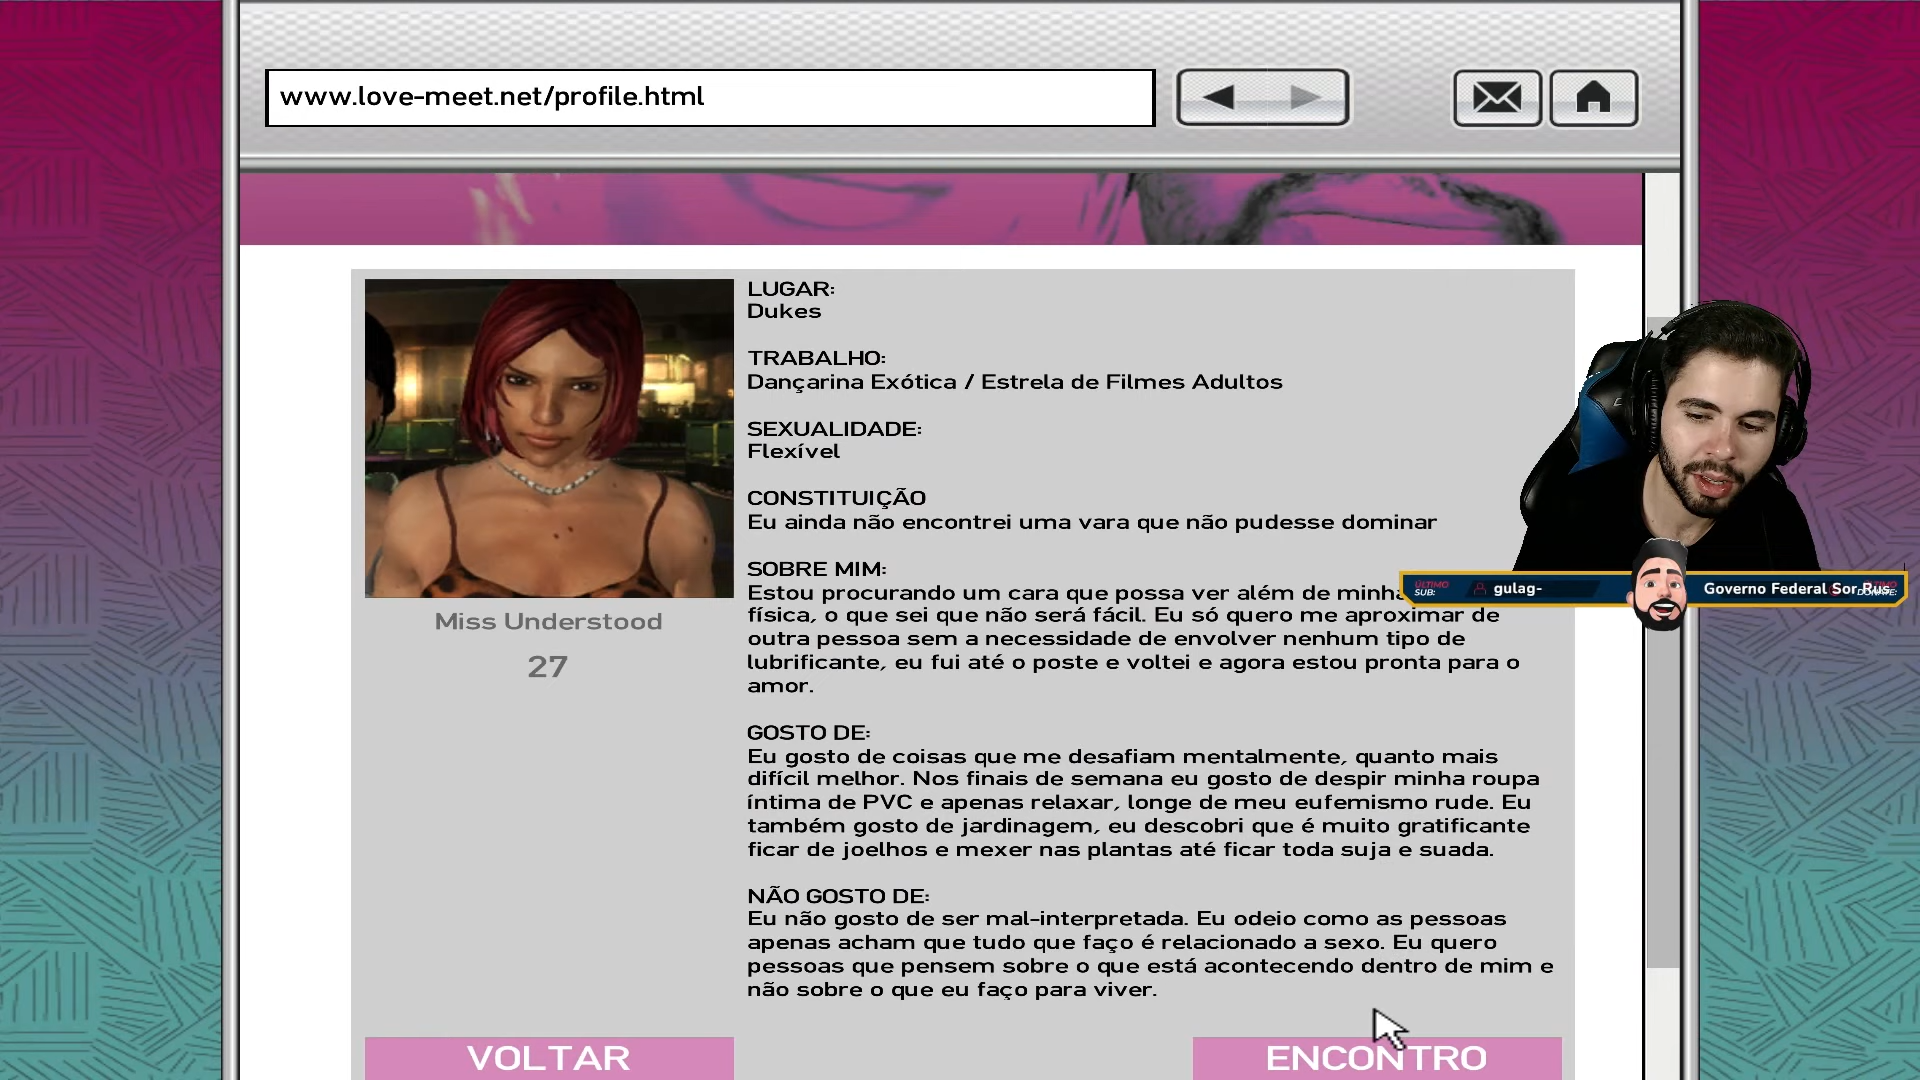 www.love-meet.net/profile.html
LUGAR:
Dukes
TRABALHO:
Dançarina Exótica / Estrela de Filmes Adultos
SEXUALIDADE:
Flexível
CONSTITUIÇÃO
Eu ainda não encontrei uma vara que não pudesse dominar
SOBRE MIM:
Estou procurando um cara que possa ver além de minha
física, o que sei que não será fácil. Eu só quero me aproximar de
outra pessoa sem a necessidade de envolver nenhum tipo de
lubrificante, eu fui até o poste e voltei e agora estou pronta para o
amor.
GOSTO DE:
Eu gosto de coisas que me desafiam mentalmente, quanto mais
difícil melhor. Nos finais de semana eu gosto de despir minha roupa
íntima de PVC e apenas relaxar, longe de meu eufemismo rude. Eu
também gosto de jardinagem, eu descobri que é muito gratificante
ficar de joelhos e mexer nas plantas até ficar toda suja e suada.
NÃO GOSTO DE:
Eu não gosto de ser mal-interpretada. Eu odeio como as pessoas
apenas acham que tudo que faço é relacionado a sexo. Eu quero
pessoas que pensem sobre o que está acontecendo dentro de mim e
não sobre o que eu faço para viver.
Miss Understood
27
VOLTAR
ENCONTRO
ÚLTIMO
SUB:
gulag-
Governo Federal Sor Rus
ÚLTIMO
DONATE: